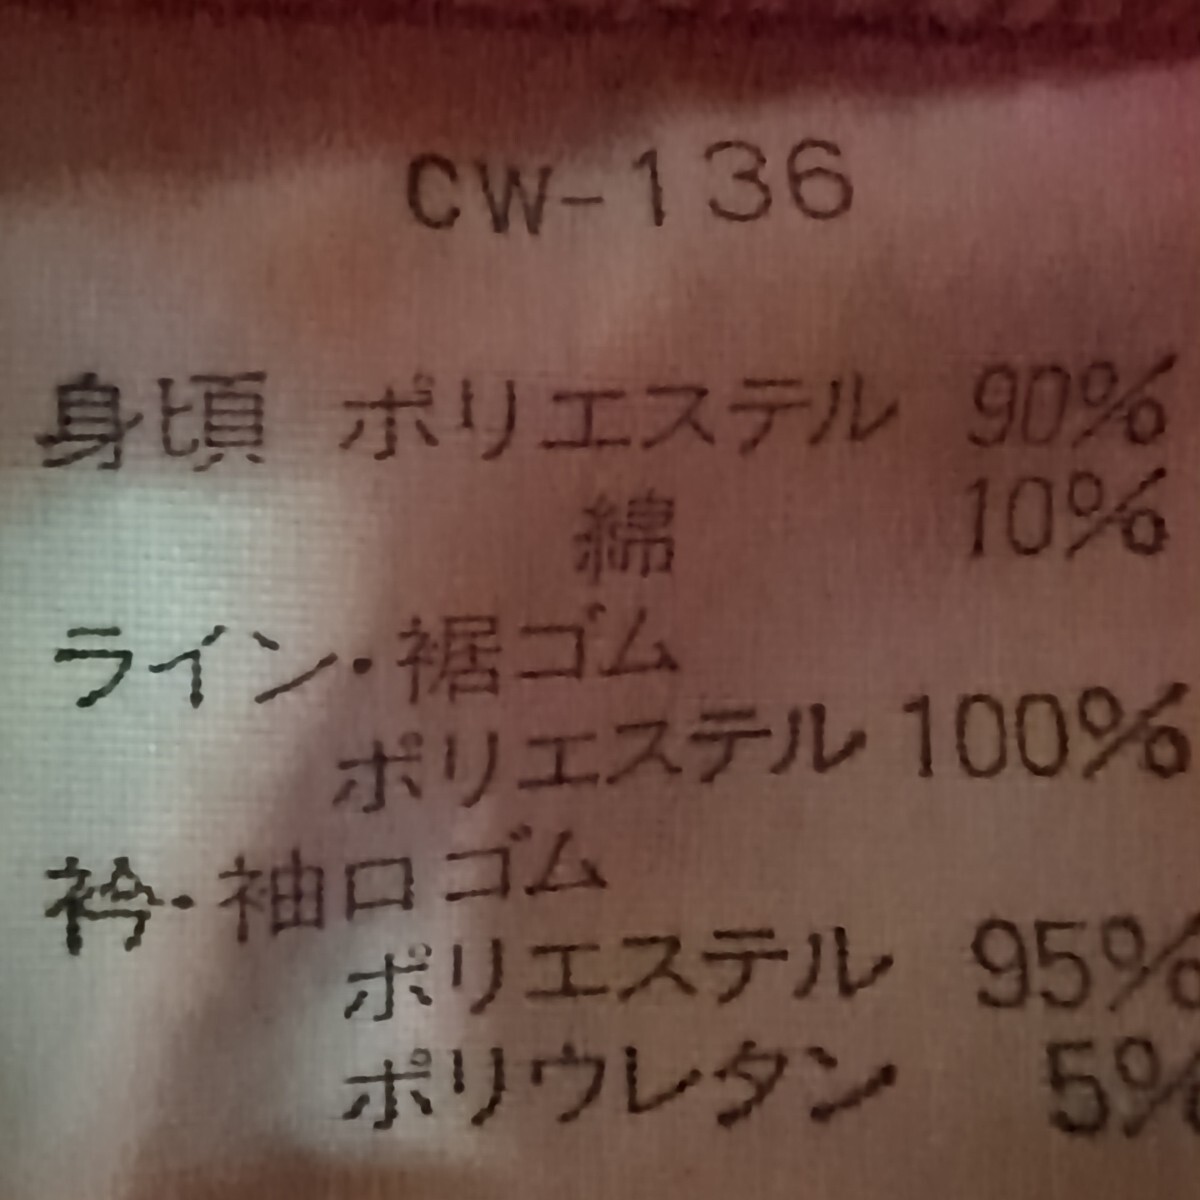 CW-136
身頃 ポリエステル 90%
綿 10%
ライン・裾ゴム
ポリエステル 100%
衿・袖口ゴム
ポリエステル 95%
ポリウレタン 5%